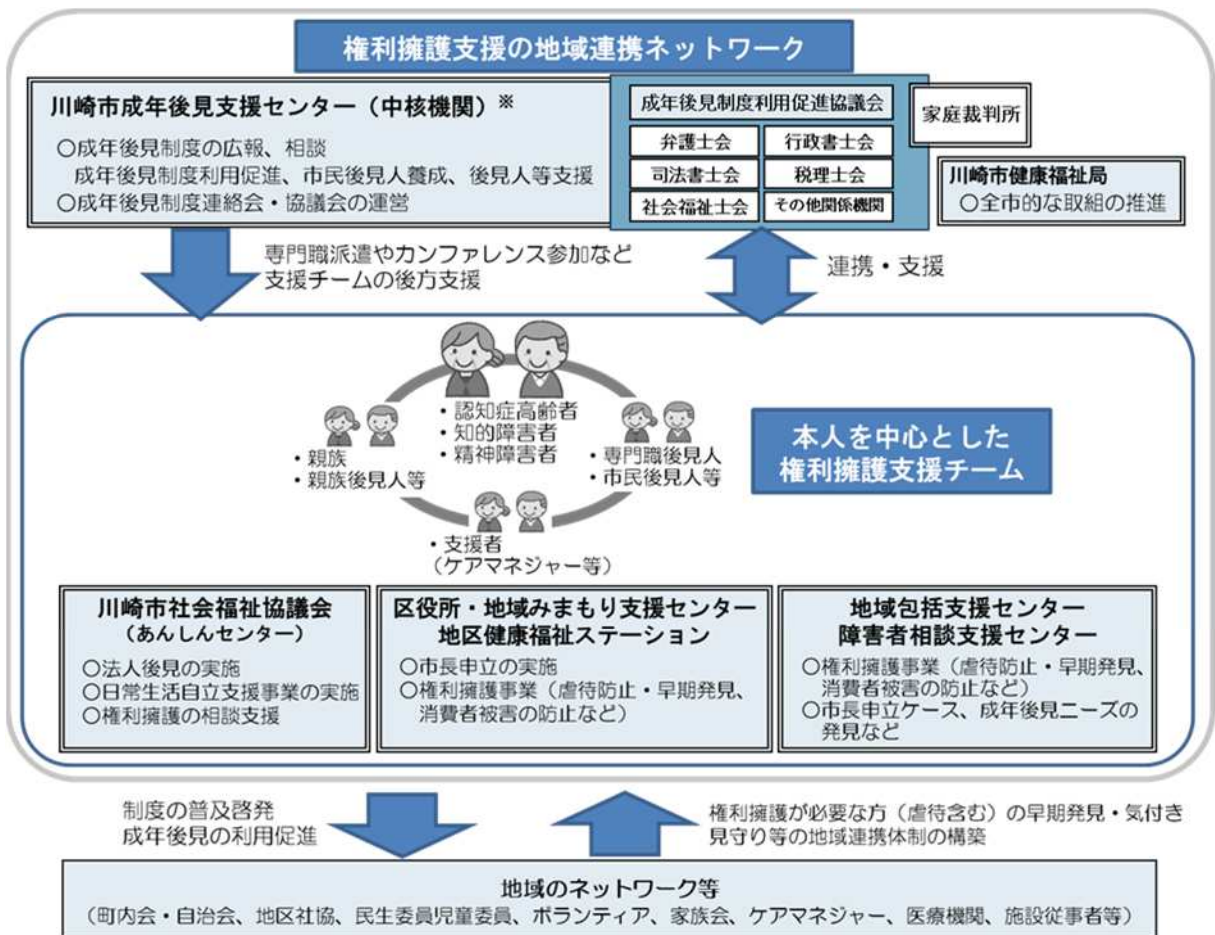 権利擁護支援の地域連携ネットワーク
川崎市成年後見支援センター（中核機関）※
○成年後見制度の広報、相談
成年後見制度利用促進、市民後見人養成、後見人等支援
○成年後見制度連絡会・協議会の運営
成年後見制度利用促進協議会
弁護士会
行政書士会
司法書士会
税理士会
社会福祉士会
その他関係機関
家庭裁判所
川崎市健康福祉局
○全市的な取組の推進
専門職派遣やカンファレンス参加など
支援チームの後方支援
連携・支援
・認知症高齢者
・知的障害者
・精神障害者
・親族
・親族後見人等
・専門職後見人
・市民後見人等
・支援者
（ケアマネジャー等）
本人を中心とした
権利擁護支援チーム
川崎市社会福祉協議会
（あんしんセンター）
○法人後見の実施
○日常生活自立支援事業の実施
○権利擁護の相談支援
区役所・地域みまもり支援センター
地区健康福祉ステーション
○市長申立の実施
○権利擁護事業（虐待防止・早期発見、
消費者被害の防止など）
地域包括支援センター
障害者相談支援センター
○権利擁護事業（虐待防止・早期発見、
消費者被害の防止など）
○市長申立ケース、成年後見ニーズの
発見など
制度の普及啓発
成年後見の利用促進
権利擁護が必要な方（虐待含む）の早期発見・気付き
見守り等の地域連携体制の構築
地域のネットワーク等
（町内会・自治会、地区社協、民生委員児童委員、ボランティア、家族会、ケアマネジャー、医療機関、施設従事者等）